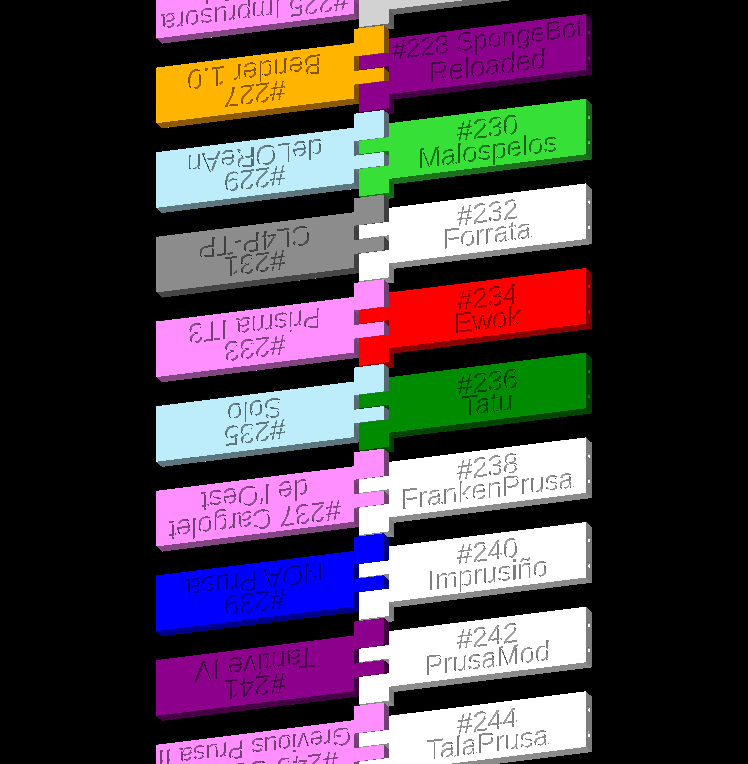 #225 Imprusora
#228 SpongeBot
Reloaded
#227
Bender 1.0
#230
Malospelos
#229
deLOReAn
#232
Forrata
#231
CL4P-TP
#234
Ewok
#233
Prisma IT3
#236
Tatu
#235
Solo
#238
FrankenPrusa
#237 Cargolet
de l'Oest
#240
Imprusiño
#239
NOA Prusa
#242
PrusaMod
#241
Tantive IV
#244
TalaPrusa
Grevious Prusa